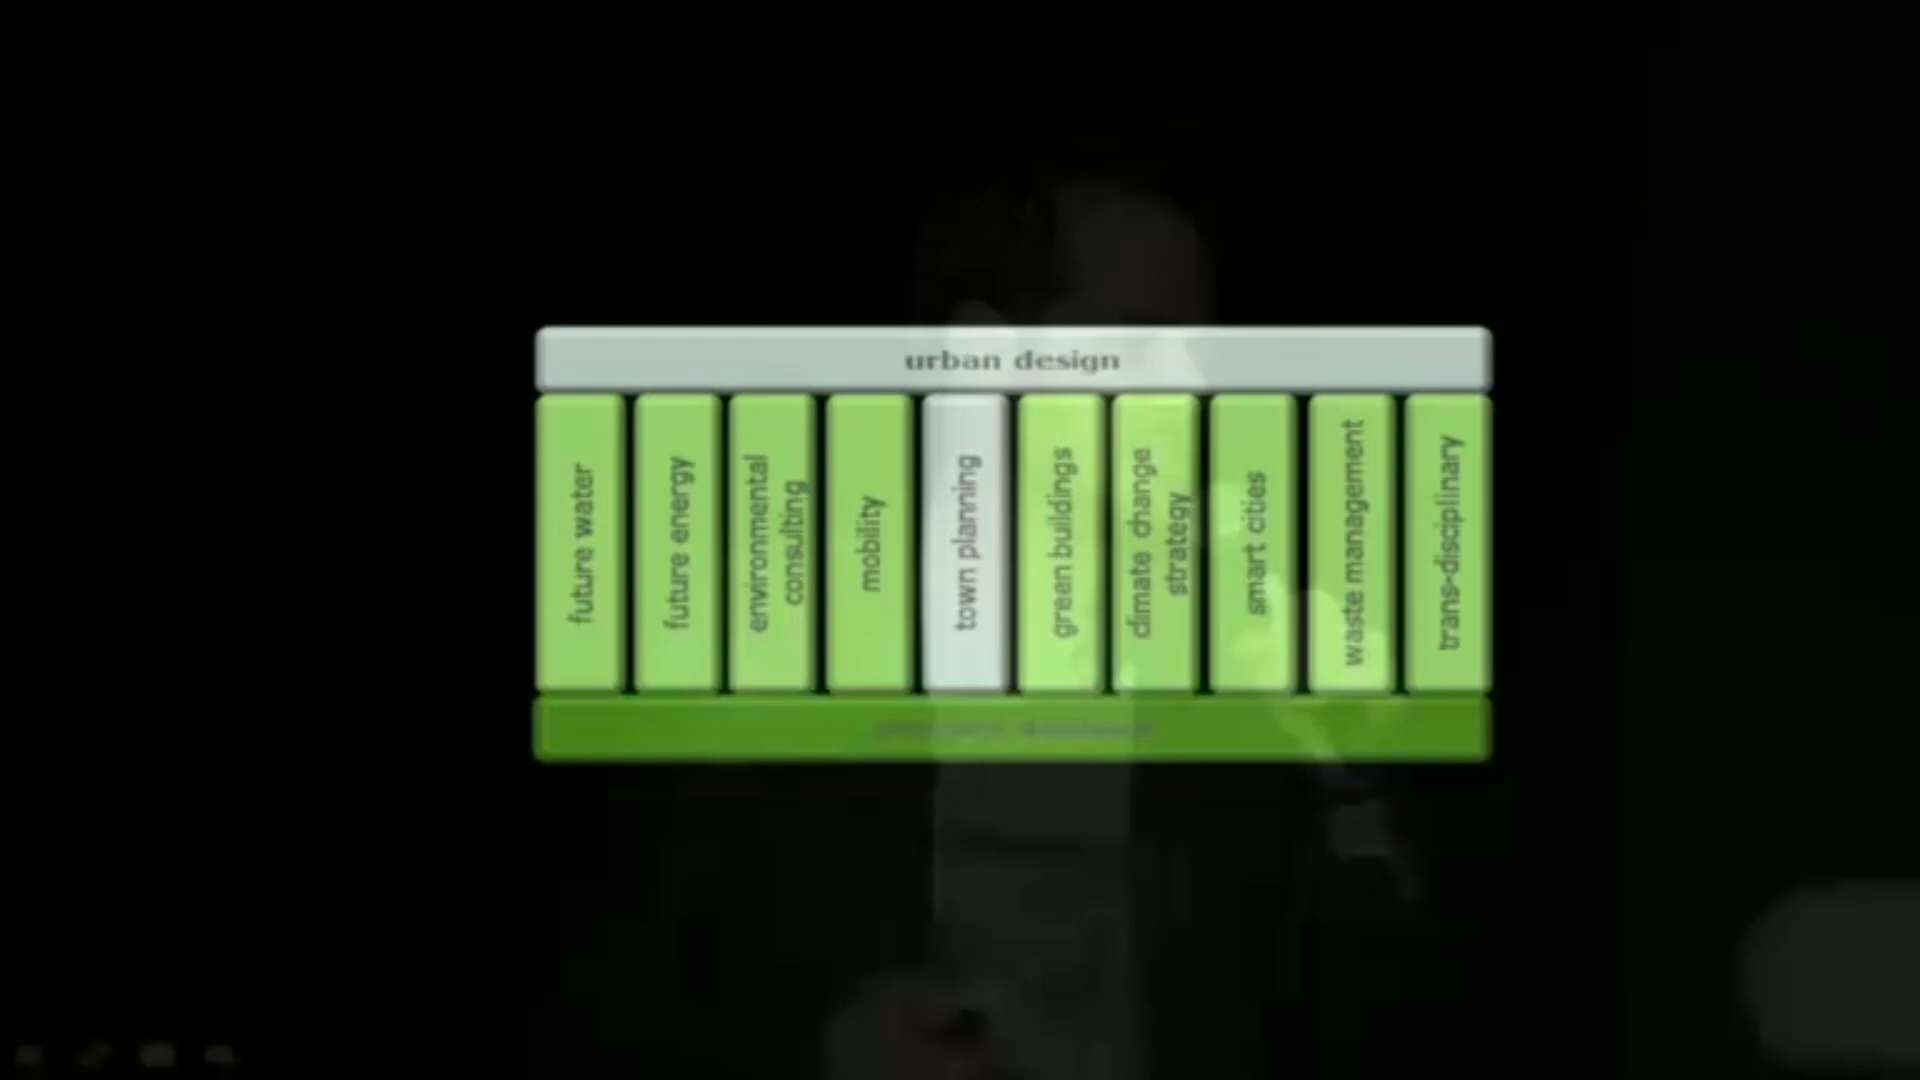 urban design
future water
future energy
environmental
consulting
mobility
town planning
green buildings
climate change
strategy
smart cities
waste management
trans-disciplinary